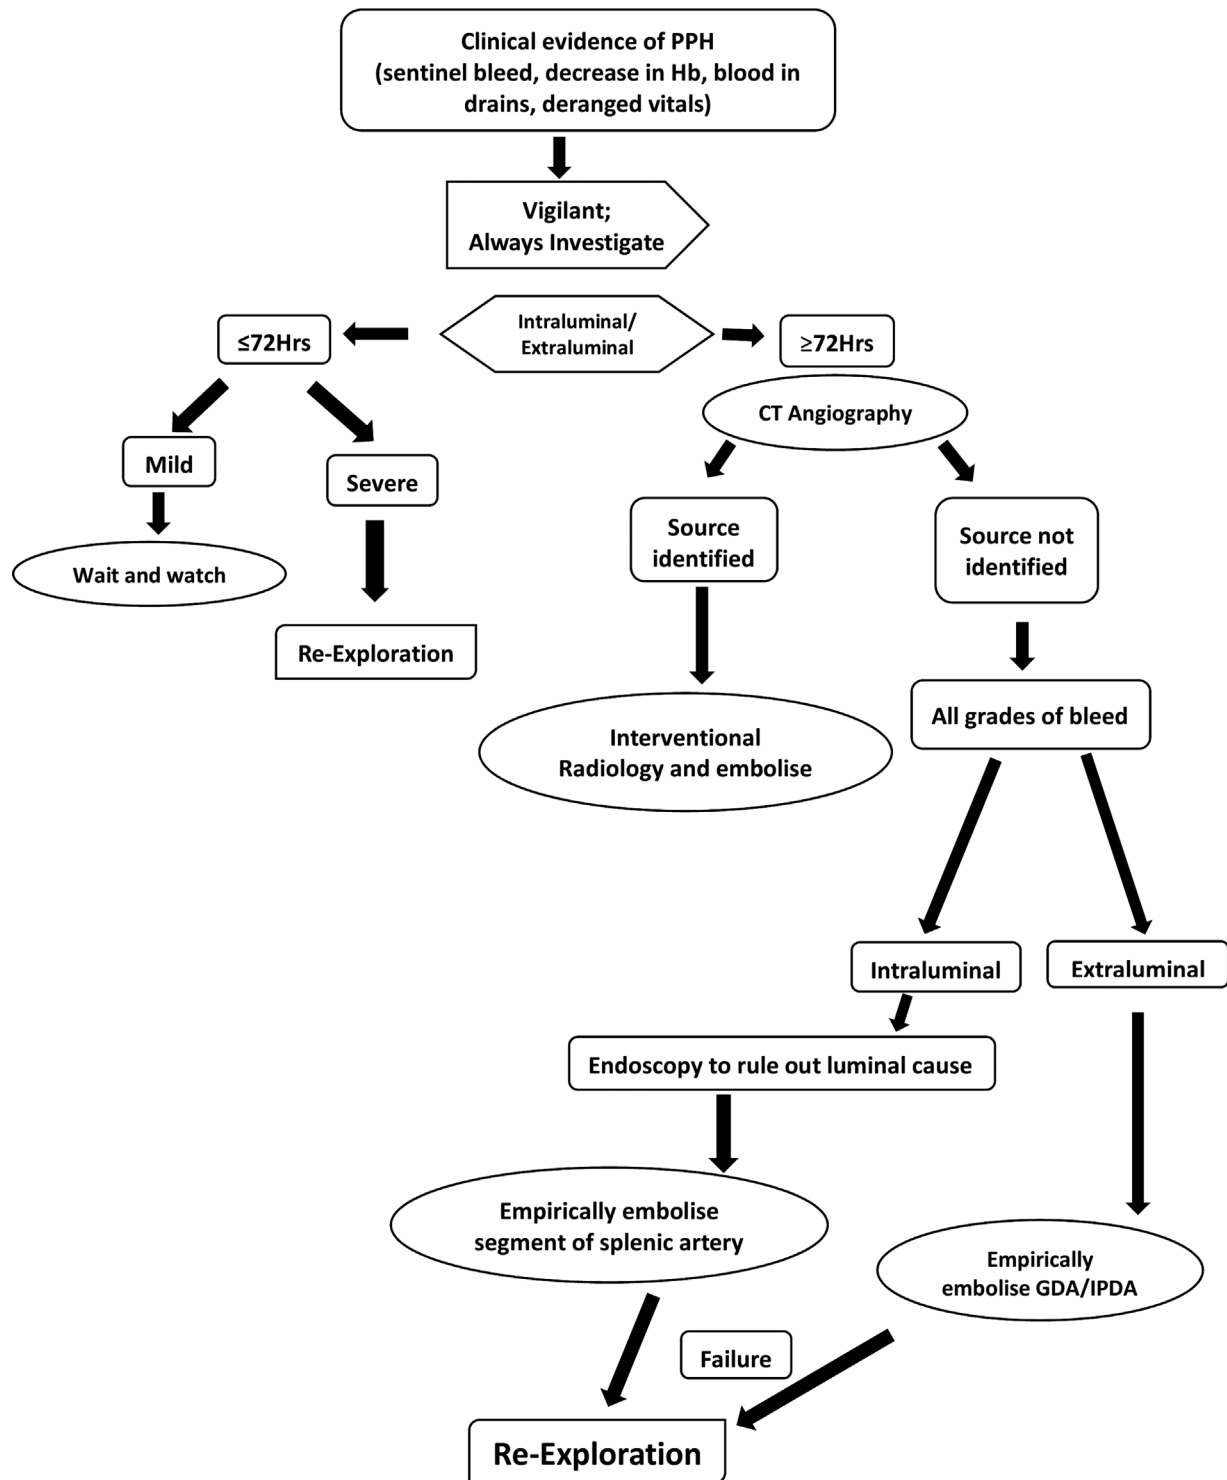 Clinical evidence of PPH
(sentinel bleed, decrease in Hb, blood in
drains, deranged vitals)
Vigilant;
Always Investigate
Intraluminal/
Extraluminal
≤72Hrs
≥72Hrs
CT Angiography
Mild
Severe
Wait and watch
Re-Exploration
Source
identified
Source not
identified
Interventional
Radiology and embolise
All grades of bleed
Intraluminal
Extraluminal
Endoscopy to rule out luminal cause
Empirically embolise
segment of splenic artery
Empirically
embolise GDA/IPDA
Failure
Re-Exploration